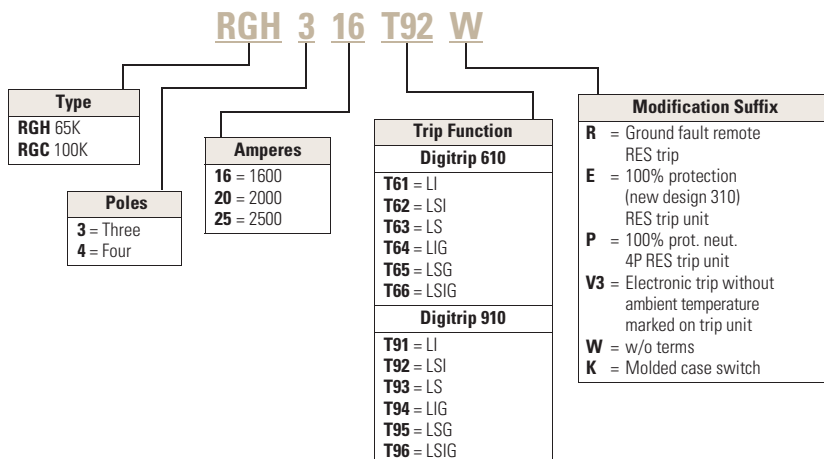 RGH 3 16 T92 W
Type
RGH 65K
RGC 100K
Poles
3 = Three
4 = Four
Amperes
16 = 1600
20 = 2000
25 = 2500
Trip Function
Digitrip 610
T61 = LI
T62 = LSI
T63 = LS
T64 = LIG
T65 = LSG
T66 = LSIG
Digitrip 910
T91 = LI
T92 = LSI
T93 = LS
T94 = LIG
T95 = LSG
T96 = LSIG
Modification Suffix
R = Ground fault remote
RES trip
E = 100% protection
(new design 310)
RES trip unit
P = 100% prot. neut.
4P RES trip unit
V3 = Electronic trip without
ambient temperature
marked on trip unit
W = w/o terms
K = Molded case switch